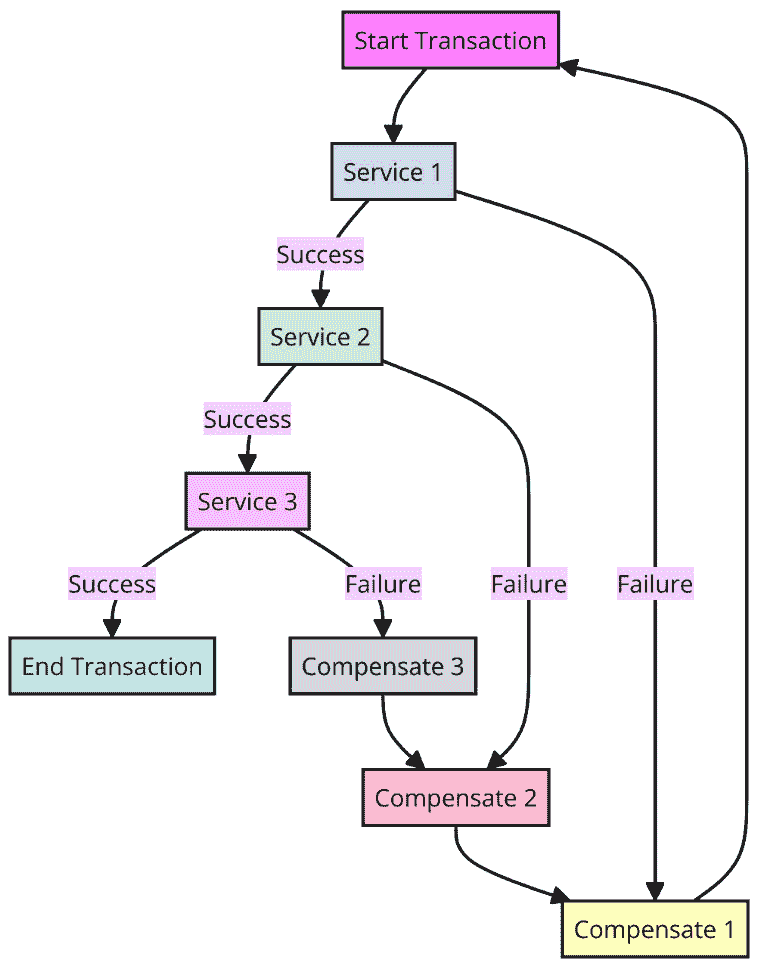 Start Transaction
Service 1
Success
Service 2
Success
Service 3
Success
Failure
Failure
Failure
End Transaction
Compensate 3
Compensate 2
Compensate 1